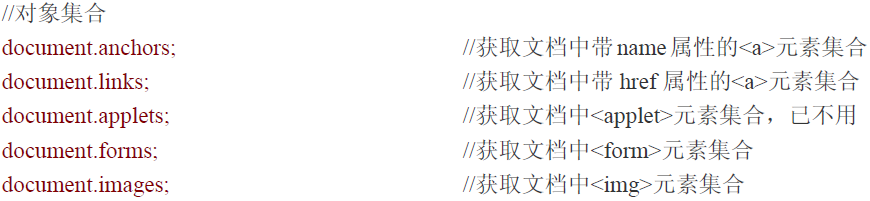 //对象集合
document.anchors; //获取文档中带 name 属性的<a>元素集合
document.links; //获取文档中带 href 属性的<a>元素集合
document.applets; //获取文档中<applet>元素集合，已不用
document.forms; //获取文档中<form>元素集合
document.images; //获取文档中<img>元素集合